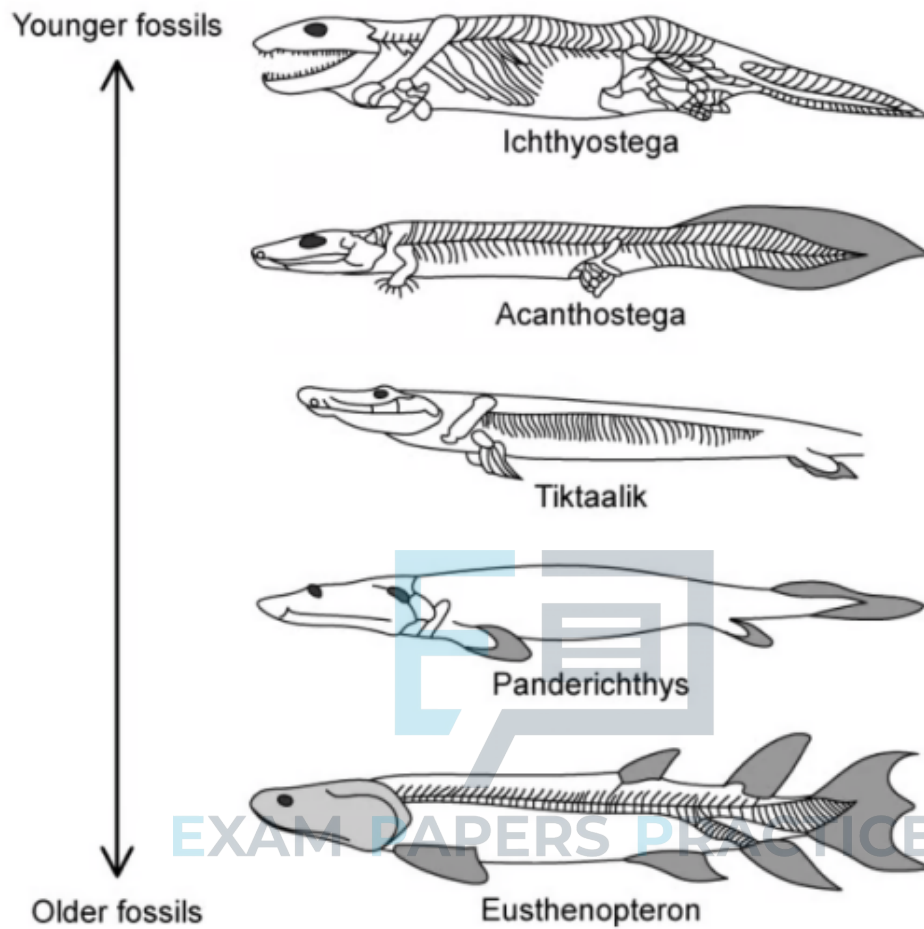 Younger fossils
Ichthyostega
Acanthostega
Tiktaalik
Panderichthys
EXAM PAPERS PRACTICE
Older fossils
Eusthenopteron